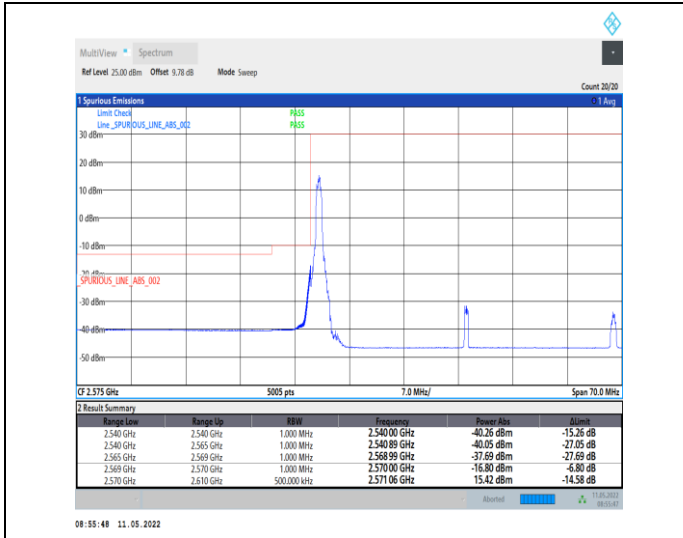 MultiView Spectrum
Ref Level 25.00 dBm Offset 9.78 dB Mode Sweep
Count 20/20
1 Spurious Emissions 1 Avg
Limit Check PASS
Line _SPURIOUS_LINE_ABS_002 PASS
30 dBm
20 dBm
10 dBm
0 dBm
-10 dBm
-20 dBm
_SPURIOUS_LINE_ABS_002
-30 dBm
-40 dBm
-50 dBm
CF 2.575 GHz 5005 pts 7.0 MHz/ Span 70.0 MHz
2 Result Summary
Range Low Range Up RBW Frequency Power Abs ΔLimit
2.540 GHz 2.540 GHz 1.000 MHz 2.540 00 GHz -40.26 dBm -15.26 dB
2.540 GHz 2.565 GHz 1.000 MHz 2.540 89 GHz -40.05 dBm -27.05 dB
2.565 GHz 2.569 GHz 1.000 MHz 2.568 99 GHz -37.69 dBm -27.69 dB
2.569 GHz 2.570 GHz 1.000 MHz 2.570 00 GHz -16.80 dBm -6.80 dB
2.570 GHz 2.610 GHz 500.000 kHz 2.571 06 GHz 15.42 dBm -14.58 dB
Aborted 11.05.2022
08:55:47
08:55:48 11.05.2022